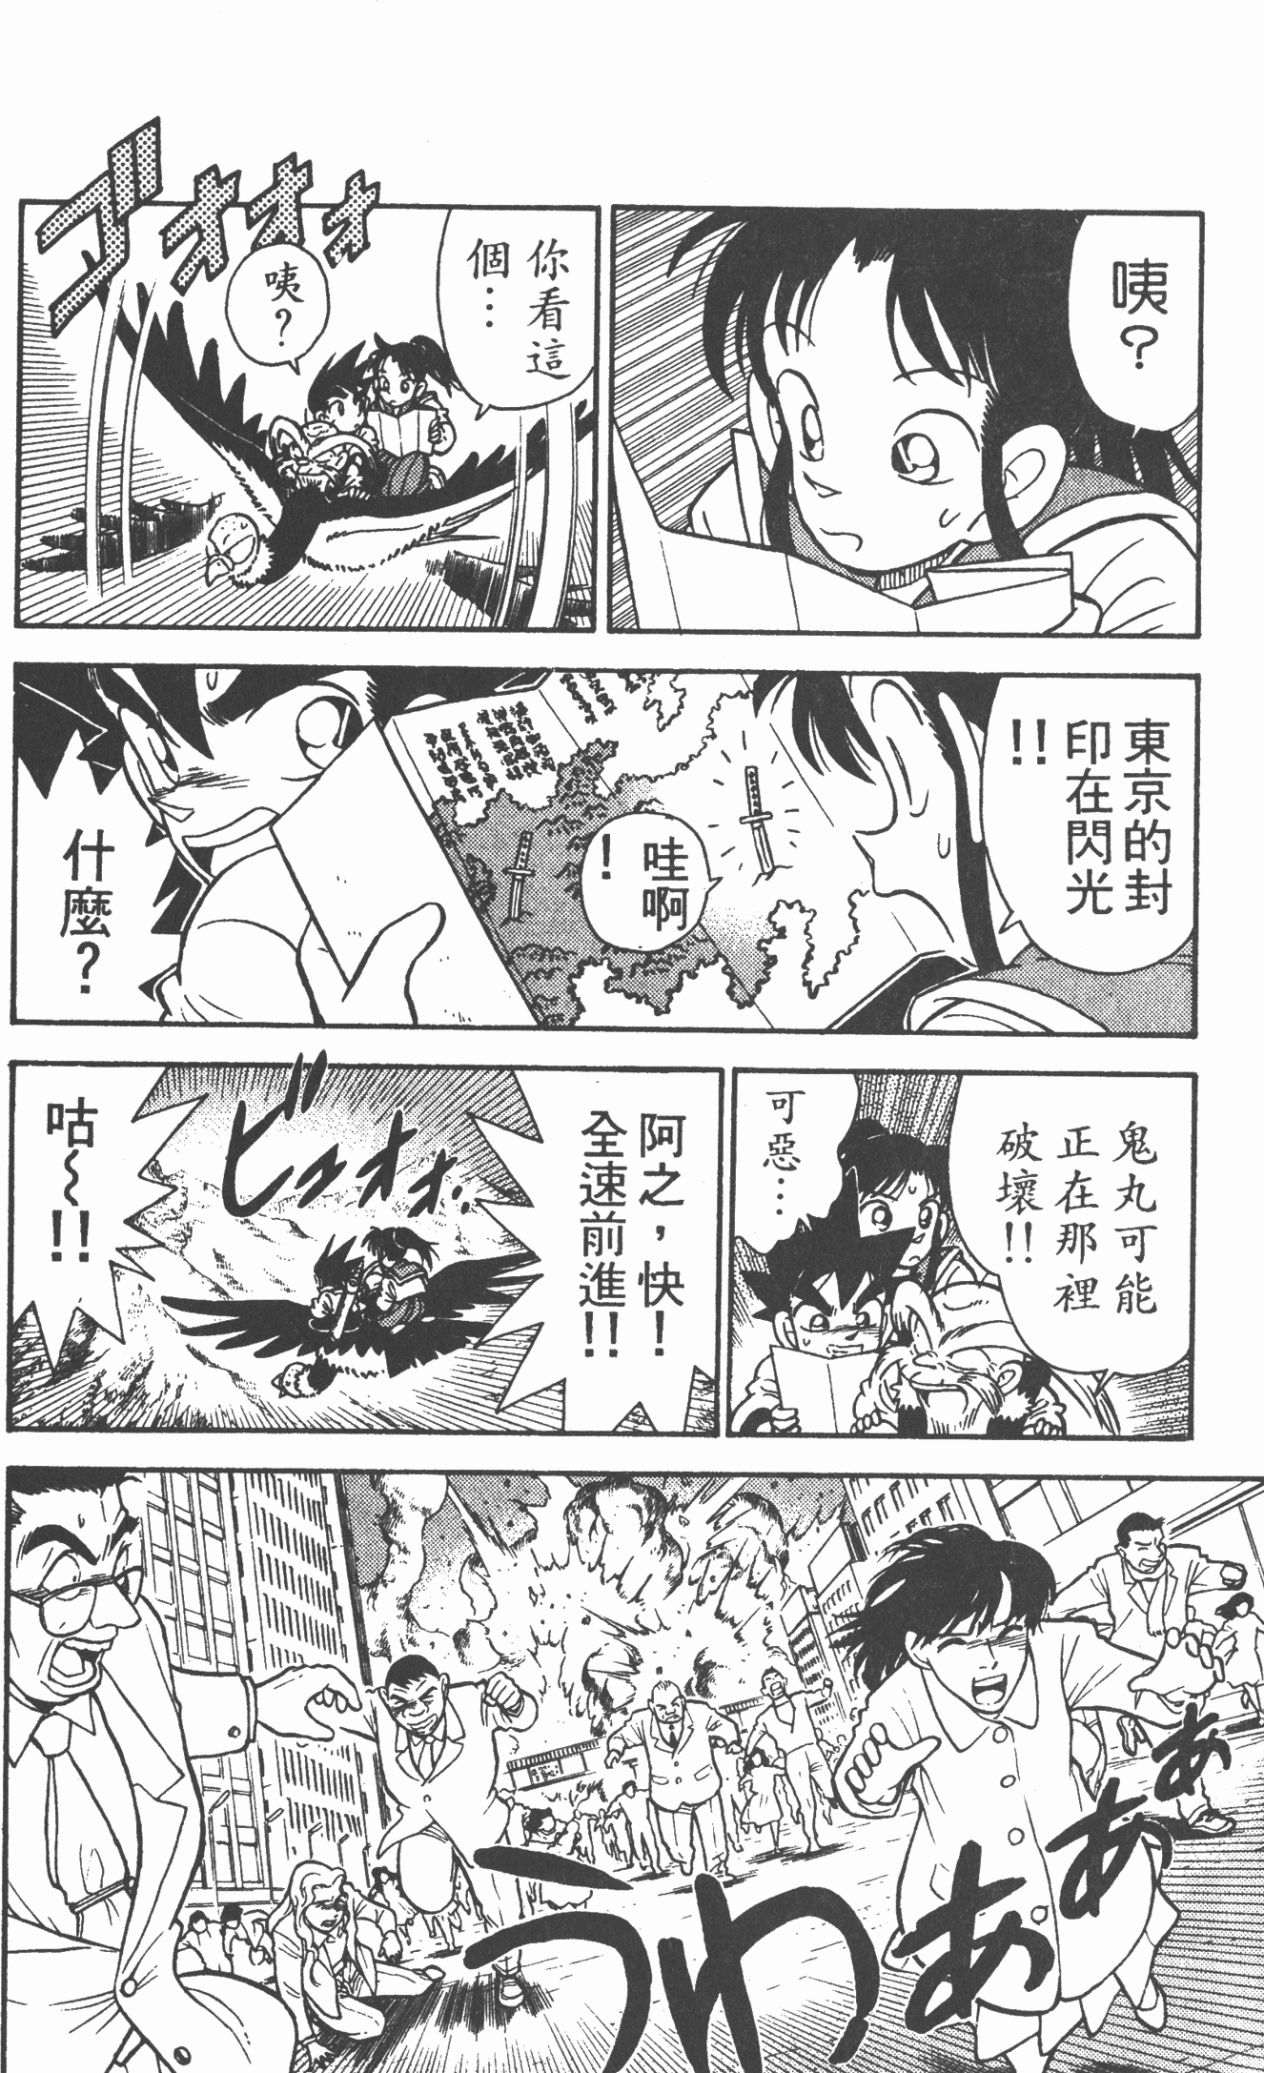 咦？
你看這
個…
咦？
ゴオオォ
東京的封
印在閃光
!!
哇啊
!
什麼？
鬼丸可能
正在那裡
破壞!!
可惡…
阿之，快！
全速前進!!
ビュオオォ..
咕～!!
うわあああ